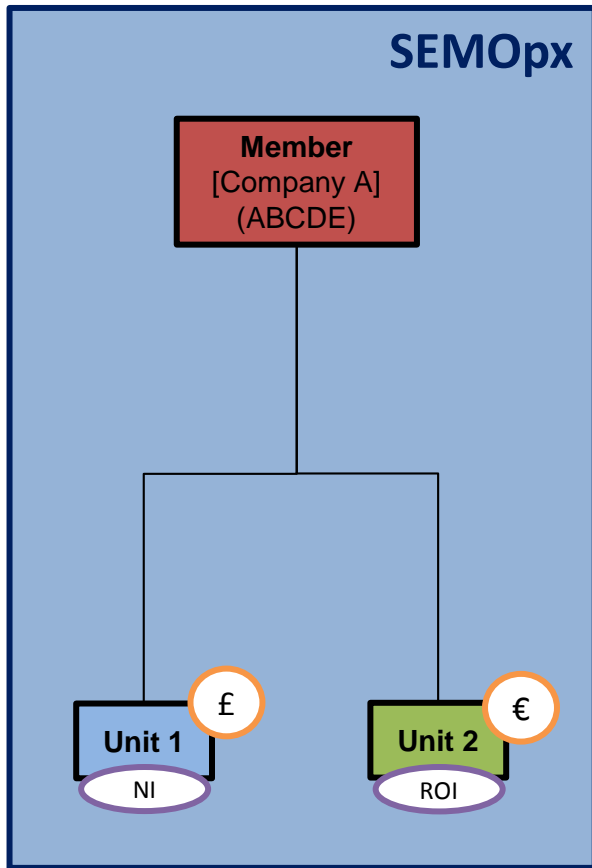 SEMOpx
Member
[Company A]
(ABCDE)
£
€
Unit 1
Unit 2
NI
ROI